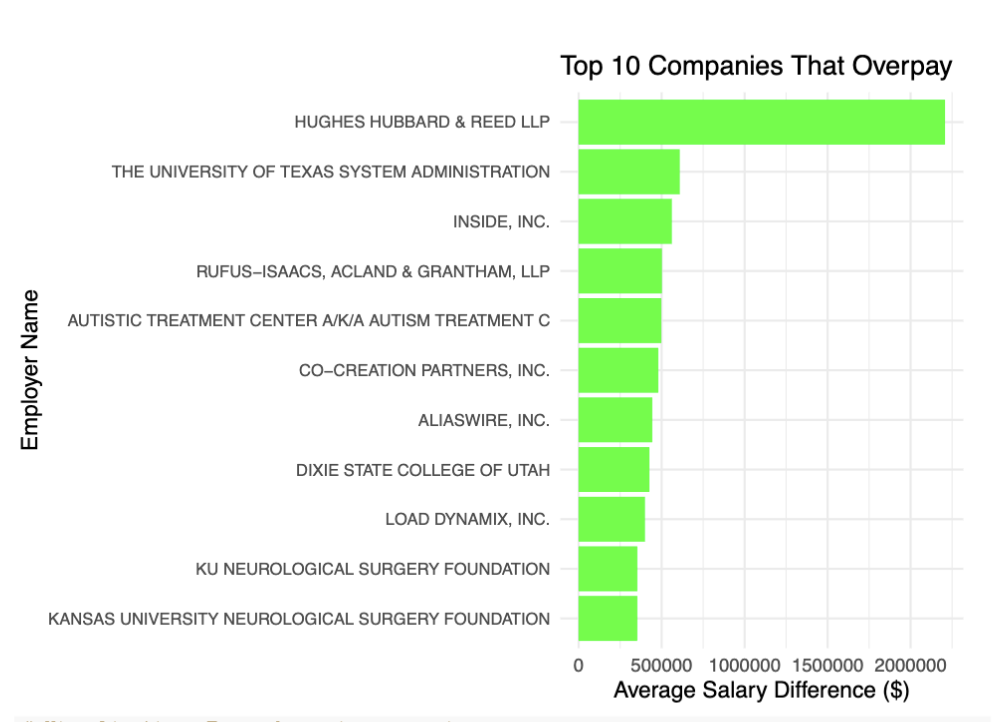 Top 10 Companies That Overpay
HUGHES HUBBARD & REED LLP
THE UNIVERSITY OF TEXAS SYSTEM ADMINISTRATION
INSIDE, INC.
RUFUS−ISAACS, ACLAND & GRANTHAM, LLP
AUTISTIC TREATMENT CENTER A/K/A AUTISM TREATMENT C
CO−CREATION PARTNERS, INC.
ALIASWIRE, INC.
DIXIE STATE COLLEGE OF UTAH
LOAD DYNAMIX, INC.
KU NEUROLOGICAL SURGERY FOUNDATION
KANSAS UNIVERSITY NEUROLOGICAL SURGERY FOUNDATION
Employer Name
0 500000 1000000 1500000 2000000
Average Salary Difference ($)